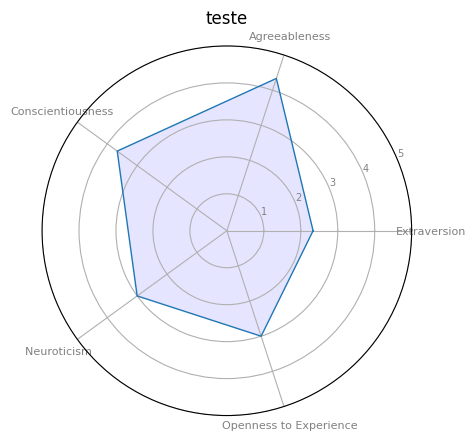 teste
Agreeableness
Conscientiousness
5
4
3
2
1
Extraversion
Neuroticism
Openness to Experience